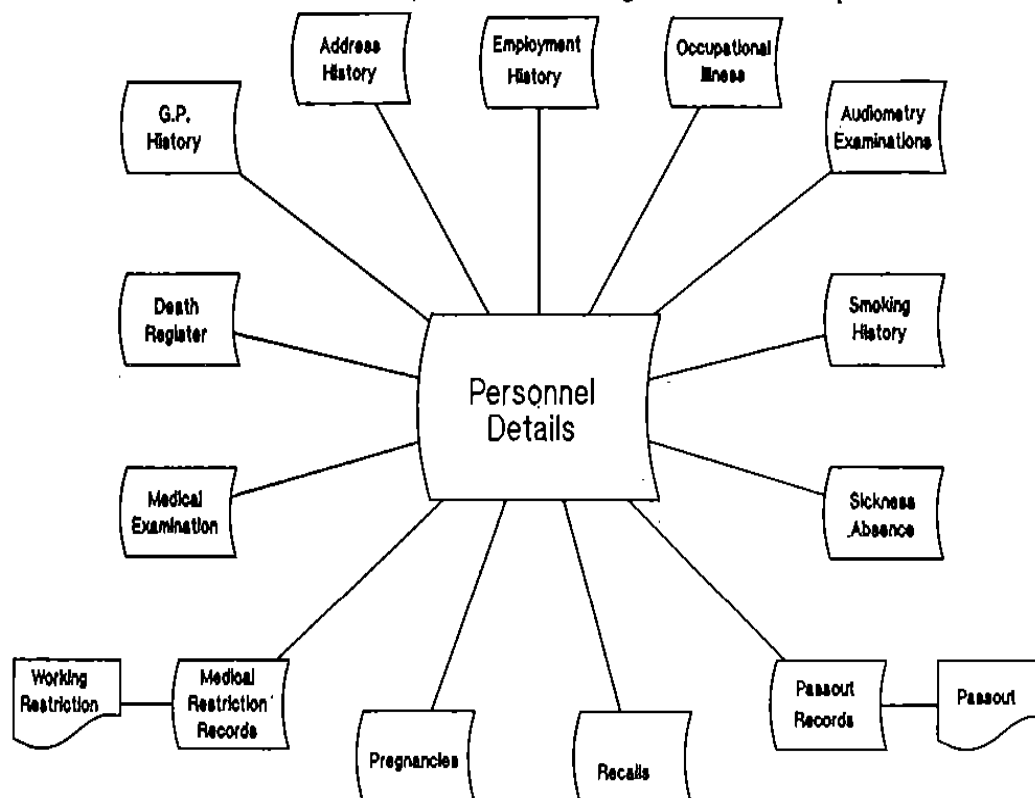 Address
History
Employment
History
Occupational
Illness
G.P.
History
Audiometry
Examinations
Death
Register
Smoking
History
Personnel
Details
Medical
Examination
Sickness
Absence
Working
Restriction
Medical
Restriction
Records
Passout
Records
Passout
Pregnancies
Recalls